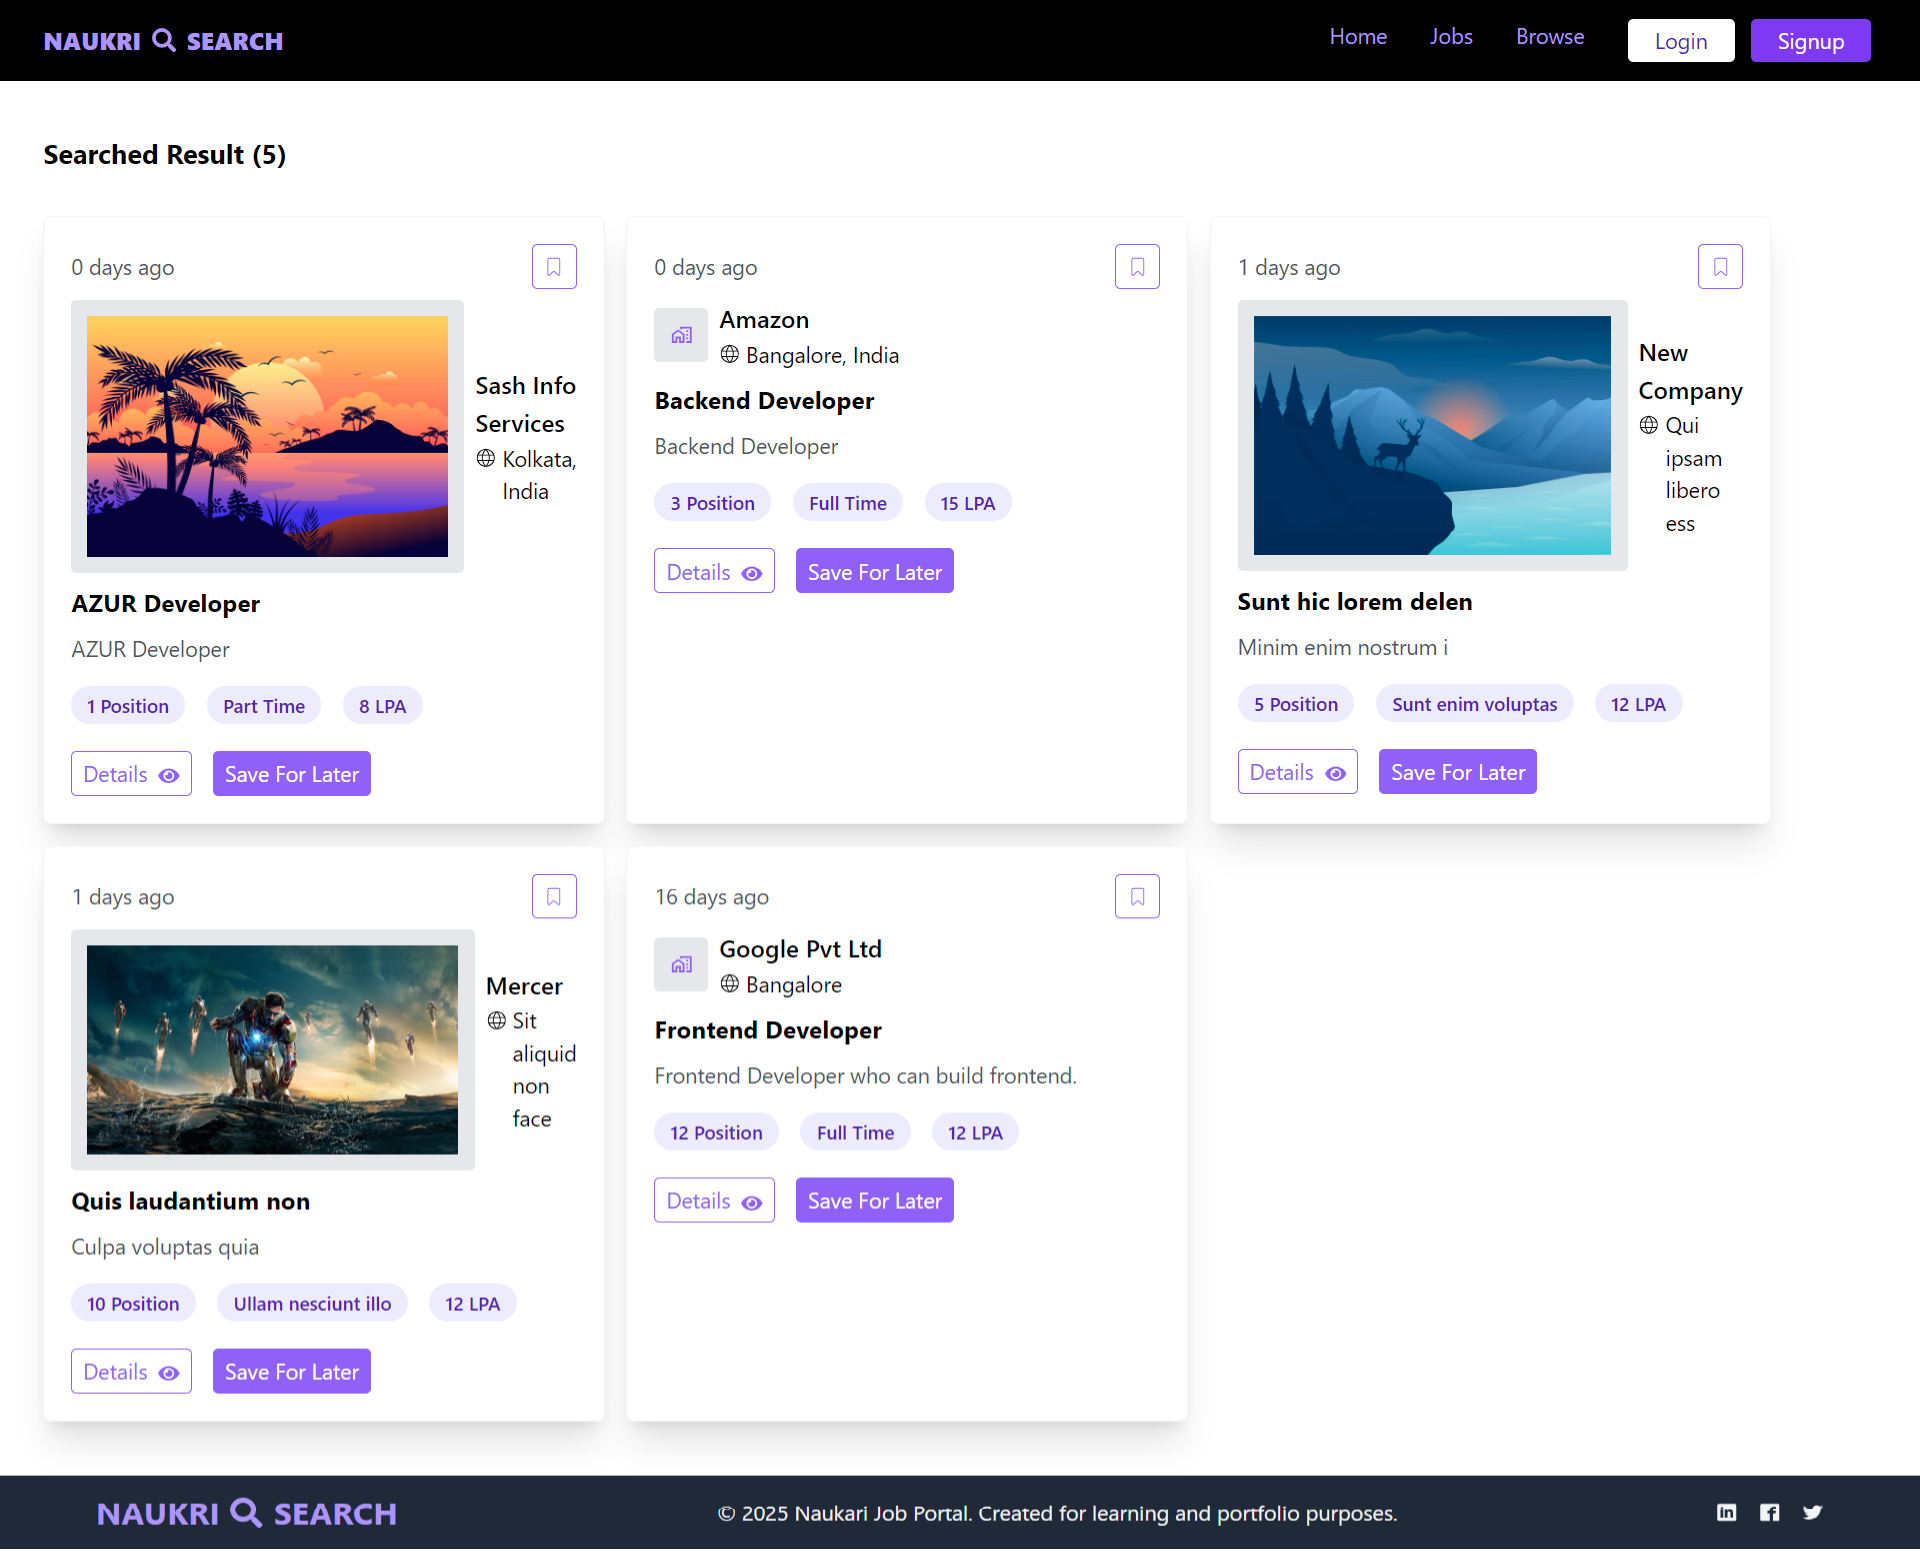 NAUKRI SEARCH
Home Jobs Browse Login Signup
Searched Result (5)
0 days ago
Sash Info
Services
Kolkata,
India
AZUR Developer
AZUR Developer
1 Position Part Time 8 LPA
Details Save For Later
0 days ago
Amazon
Bangalore, India
Backend Developer
Backend Developer
3 Position Full Time 15 LPA
Details Save For Later
1 days ago
New
Company
Qui
ipsam
libero
ess
Sunt hic lorem delen
Minim enim nostrum i
5 Position Sunt enim voluptas 12 LPA
Details Save For Later
1 days ago
Mercer
Sit
aliquid
non
face
Quis laudantium non
Culpa voluptas quia
10 Position Ullam nesciunt illo 12 LPA
Details Save For Later
16 days ago
Google Pvt Ltd
Bangalore
Frontend Developer
Frontend Developer who can build frontend.
12 Position Full Time 12 LPA
Details Save For Later
NAUKRI SEARCH
© 2025 Naukari Job Portal. Created for learning and portfolio purposes.